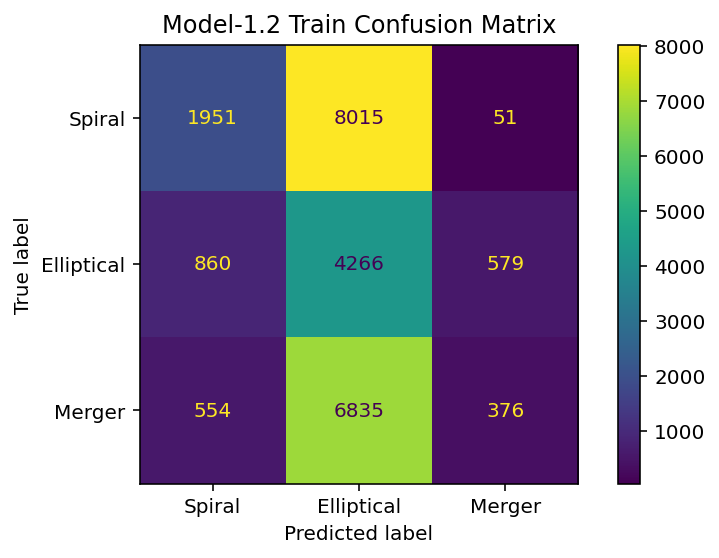 Model-1.2 Train Confusion Matrix
Spiral 1951 8015 51
Elliptical 860 4266 579
Merger 554 6835 376
Spiral Elliptical Merger
Predicted label
True label
8000
7000
6000
5000
4000
3000
2000
1000